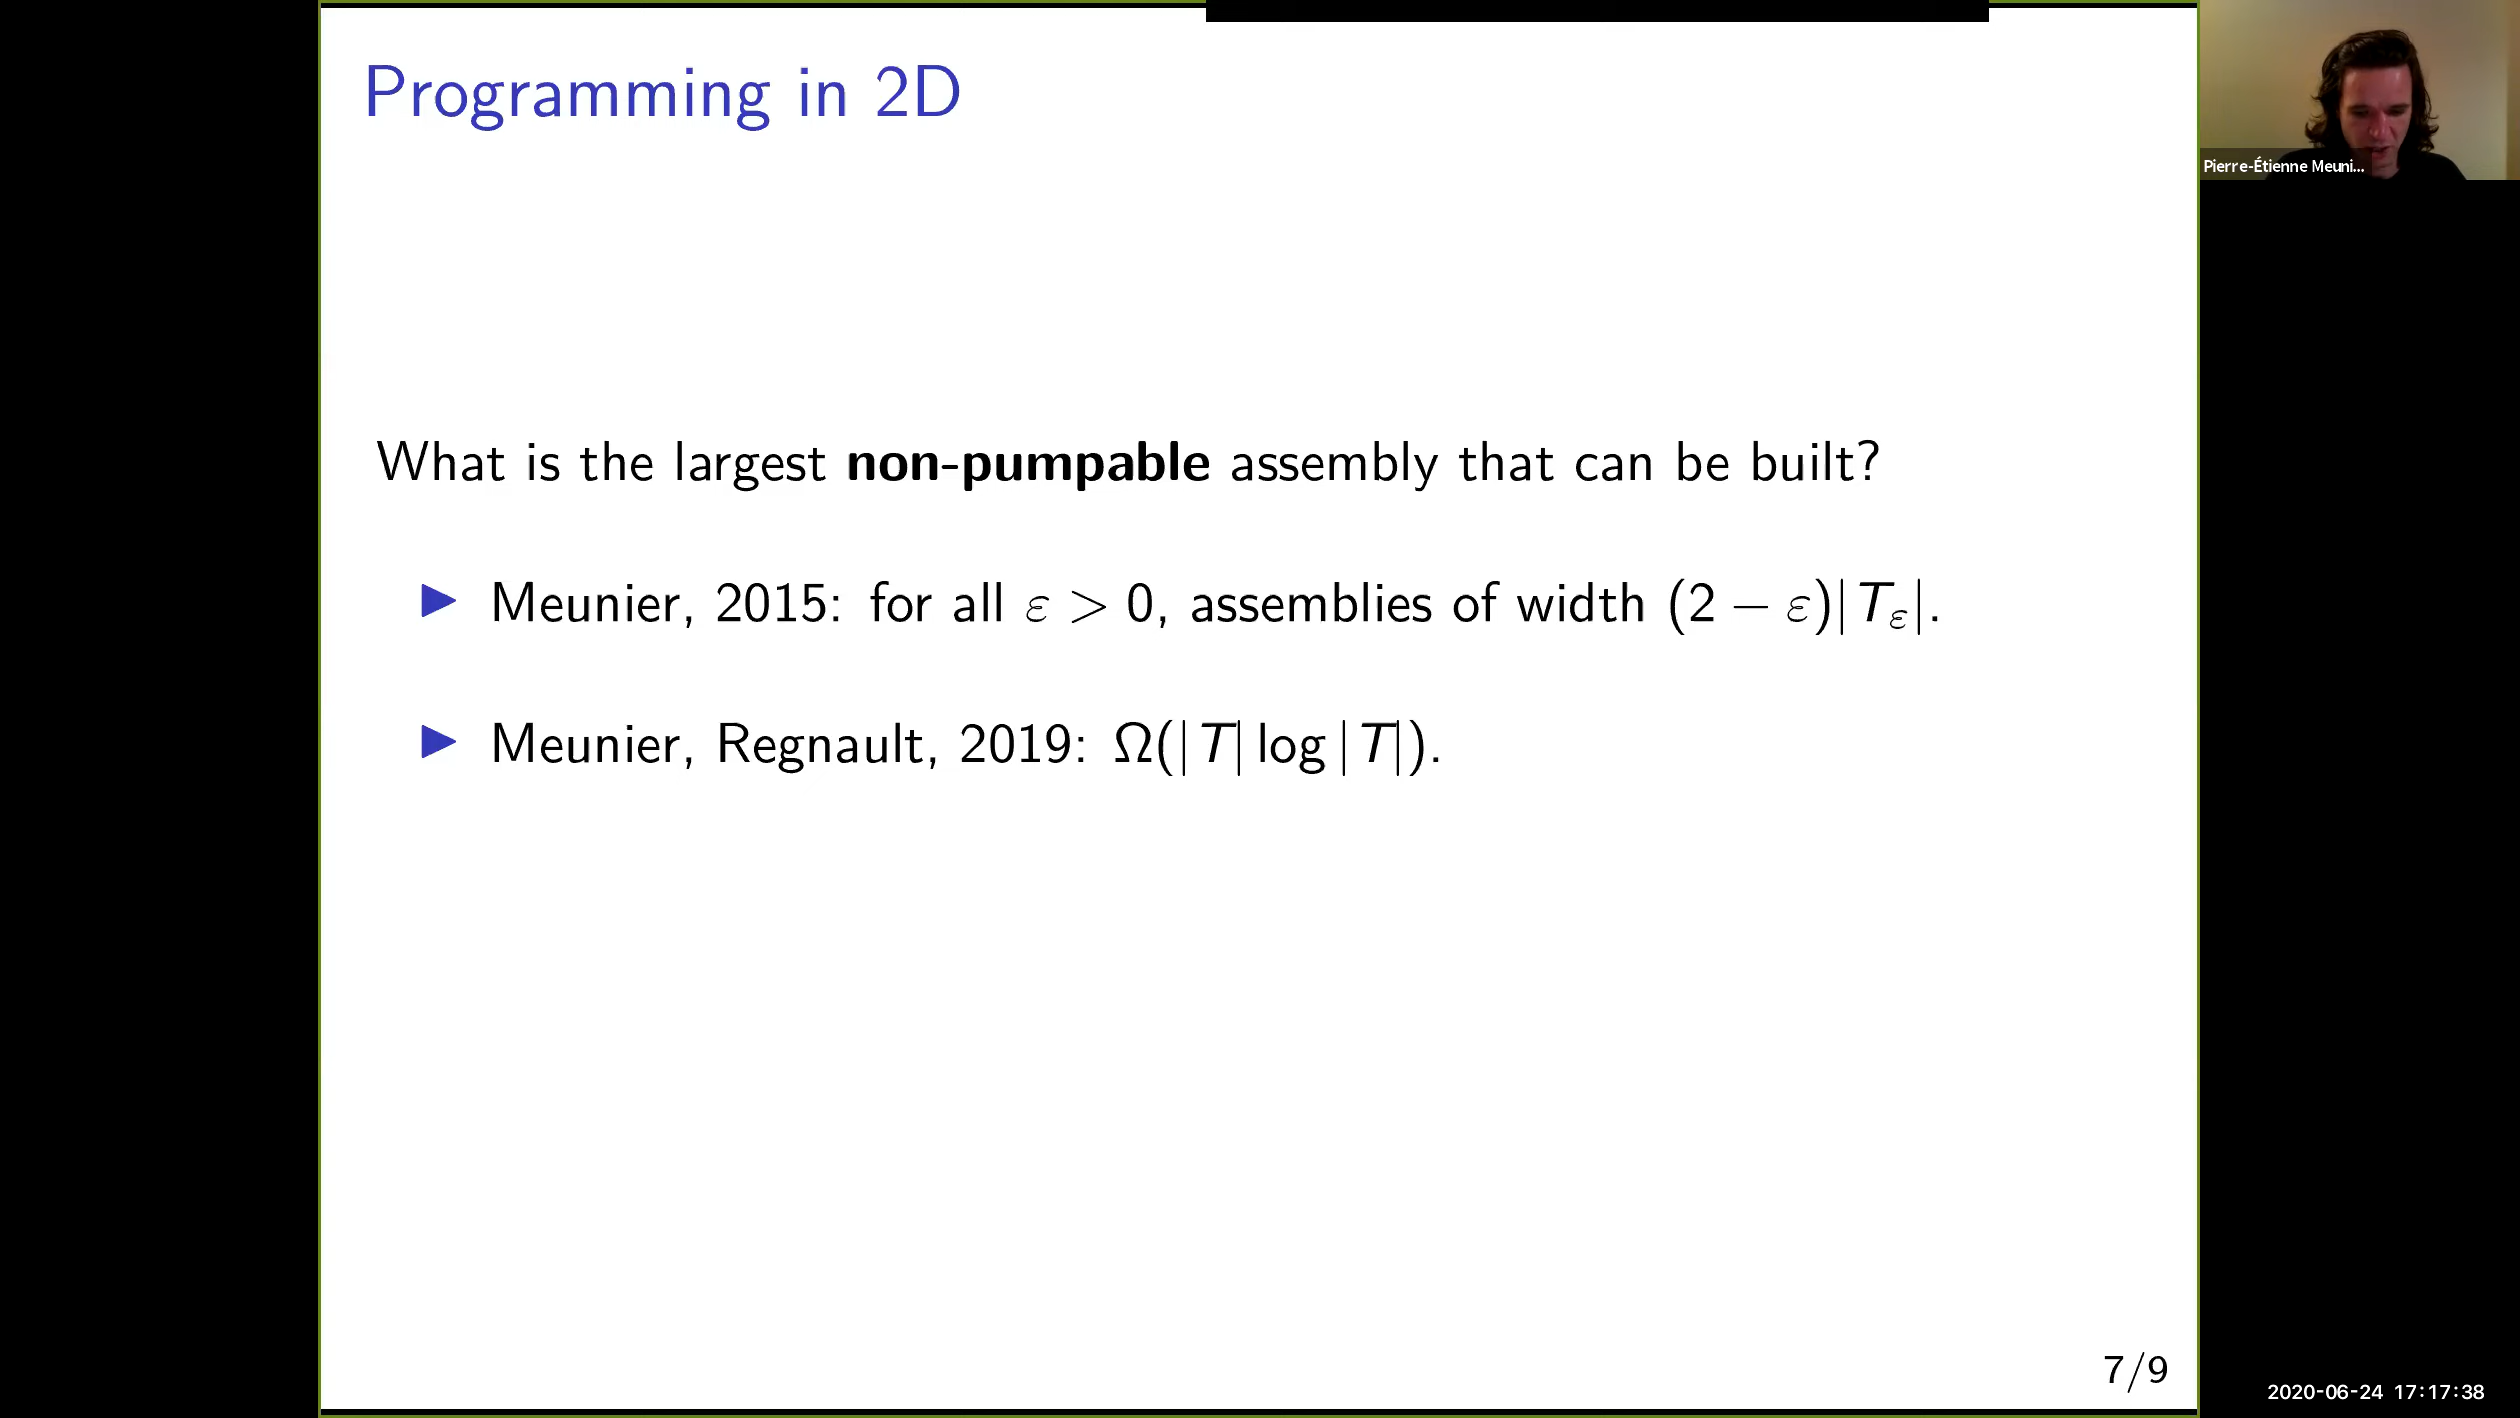 Programming in 2D
Pierre-Étienne Meuni...
What is the largest non-pumpable assembly that can be built?
▶ Meunier, 2015: for all ε > 0, assemblies of width (2 − ε)|Tε|.
▶ Meunier, Regnault, 2019: Ω(|T| log |T|).
7/9
2020-06-24 17:17:38